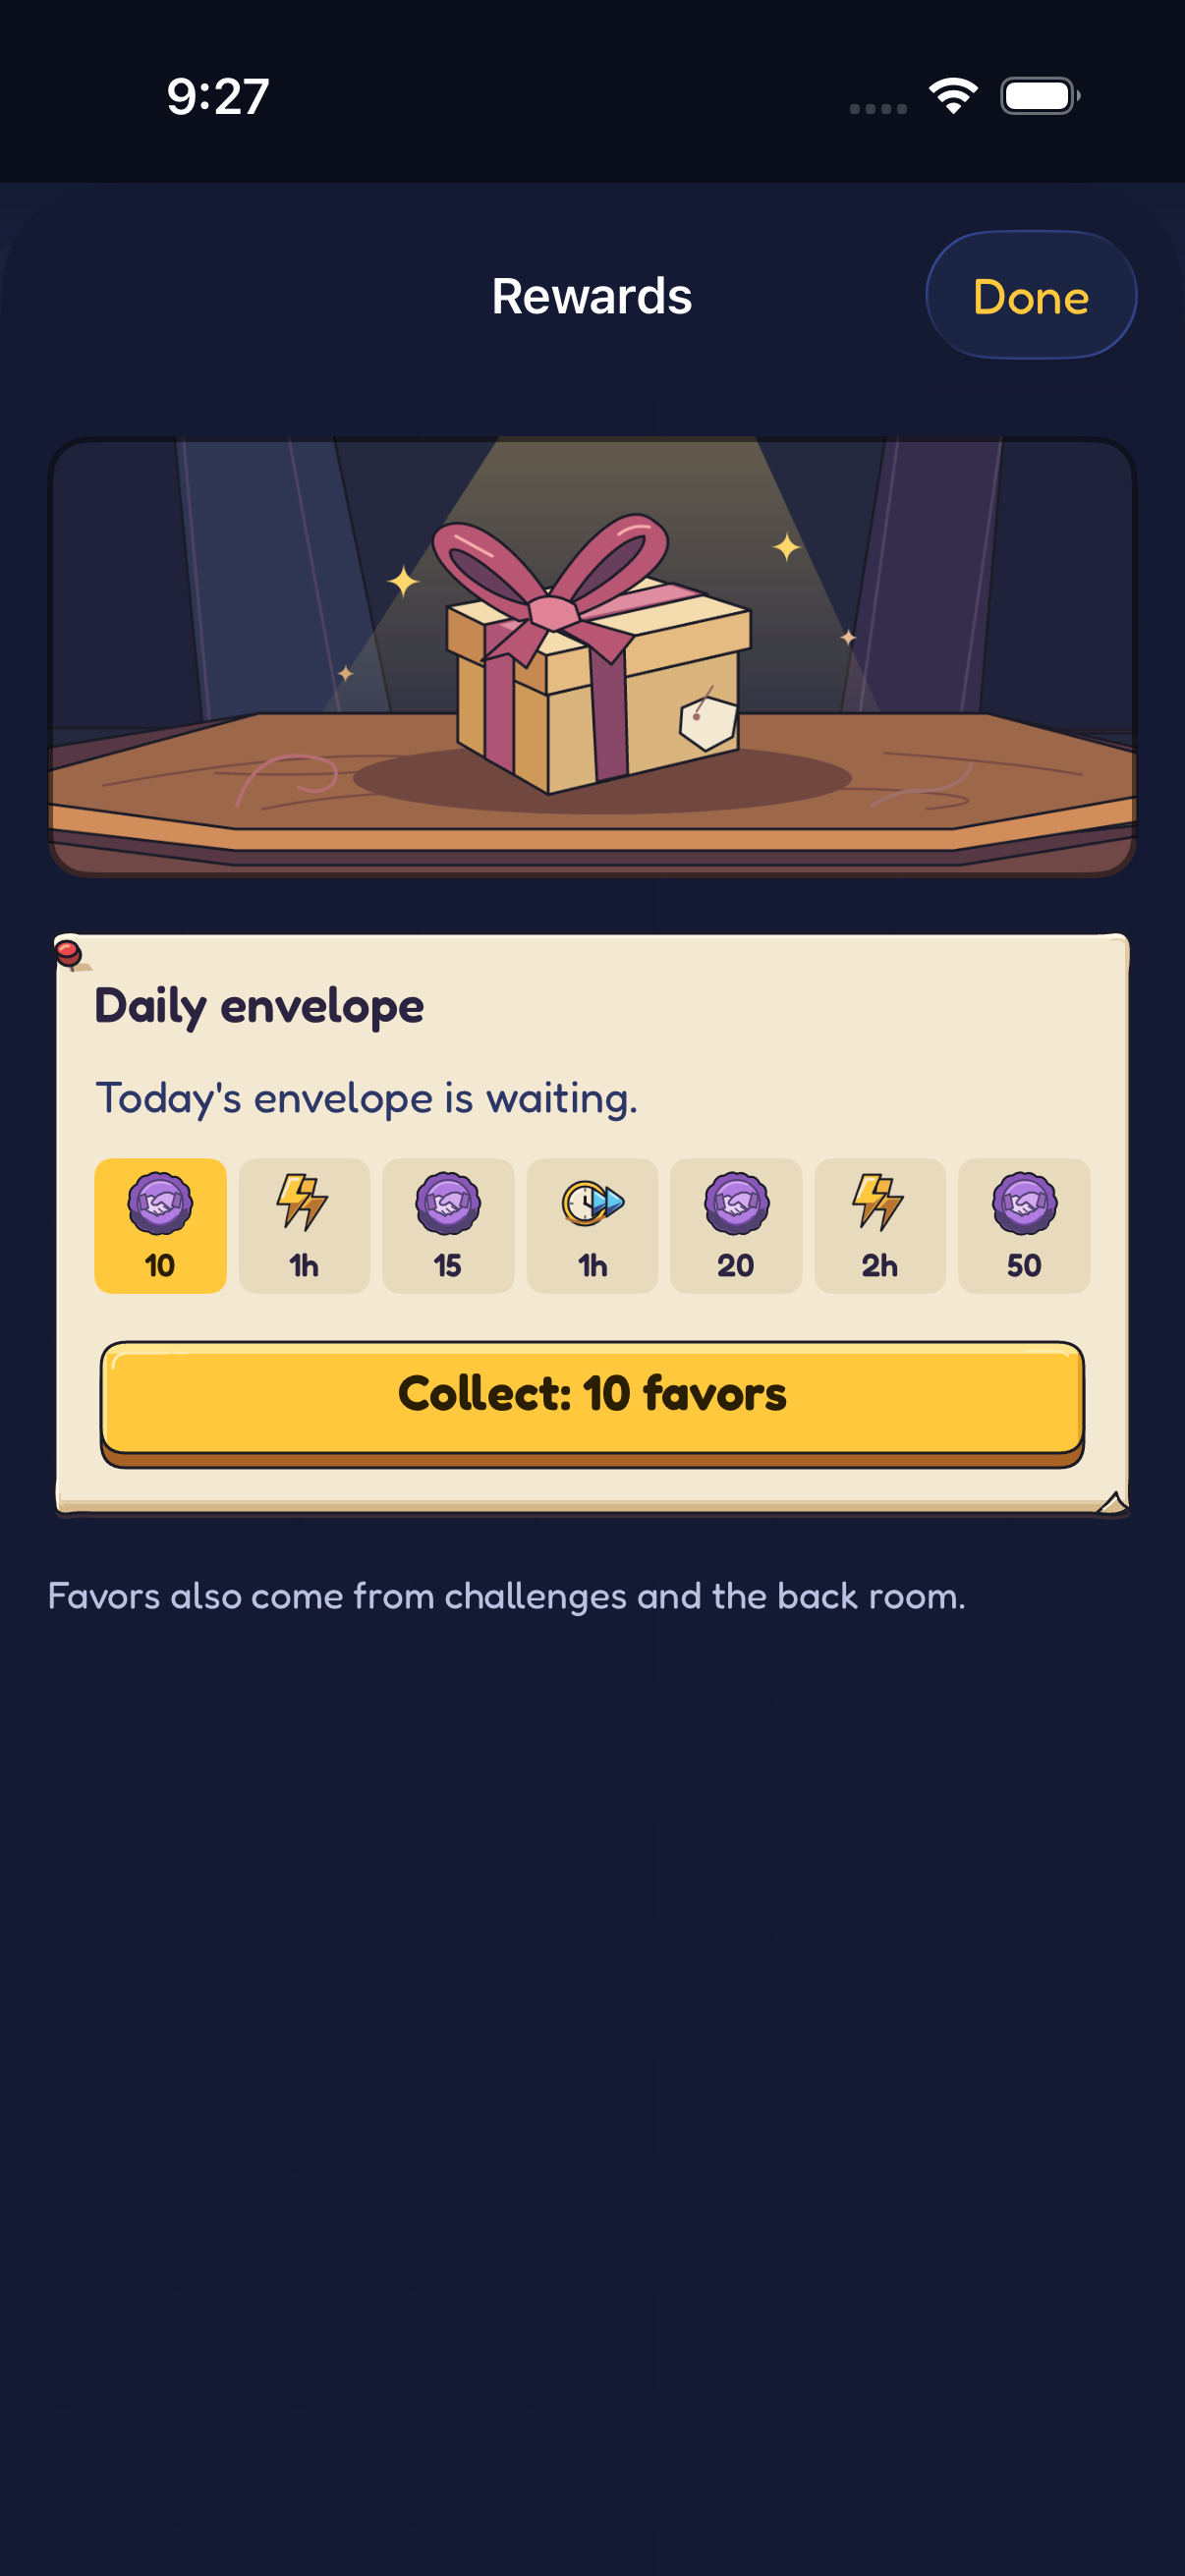 9:27
Rewards
Done
Daily envelope
Today's envelope is waiting.
10 1h 15 1h 20 2h 50
Collect: 10 favors
Favors also come from challenges and the back room.